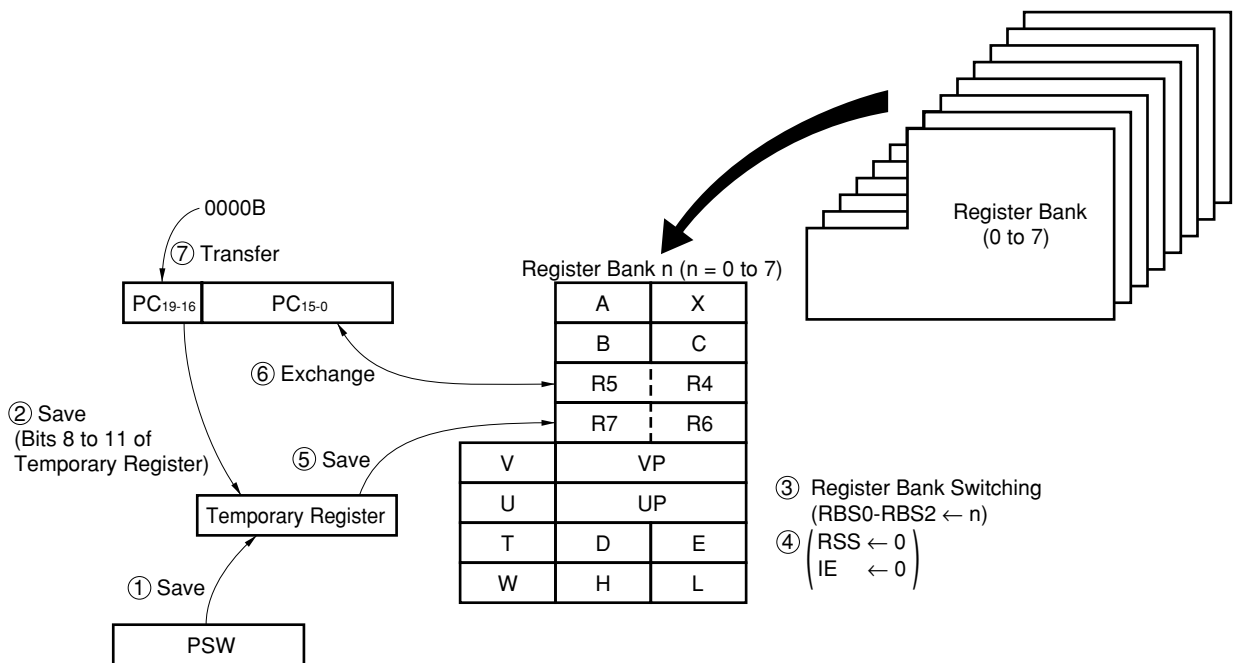 Register Bank
(0 to 7)
0000B
⑦ Transfer
PC19-16
PC15-0
Register Bank n (n = 0 to 7)
A X
B C
⑥ Exchange
R5 R4
R7 R6
② Save
(Bits 8 to 11 of
Temporary Register)
⑤ Save
V VP
U UP
T D E
W H L
③ Register Bank Switching
(RBS0-RBS2 ← n)
④ (RSS ← 0
IE ← 0)
Temporary Register
① Save
PSW